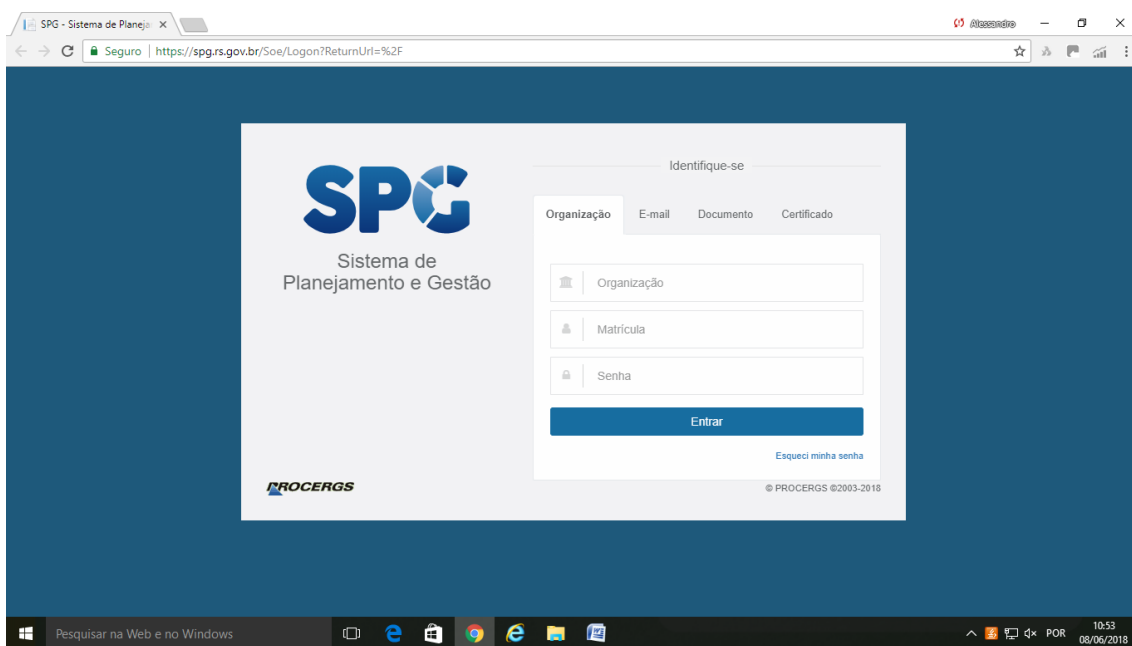 SPG - Sistema de Planeja
Alessandro
Seguro | https://spg.rs.gov.br/Soe/Logon?ReturnUrl=%2F
SPG
Sistema de
Planejamento e Gestão
PROCERGS
Identifique-se
Organização E-mail Documento Certificado
Organização
Matrícula
Senha
Entrar
Esqueci minha senha
© PROCERGS ©2003-2018
Pesquisar na Web e no Windows
POR
10:53
08/06/2018